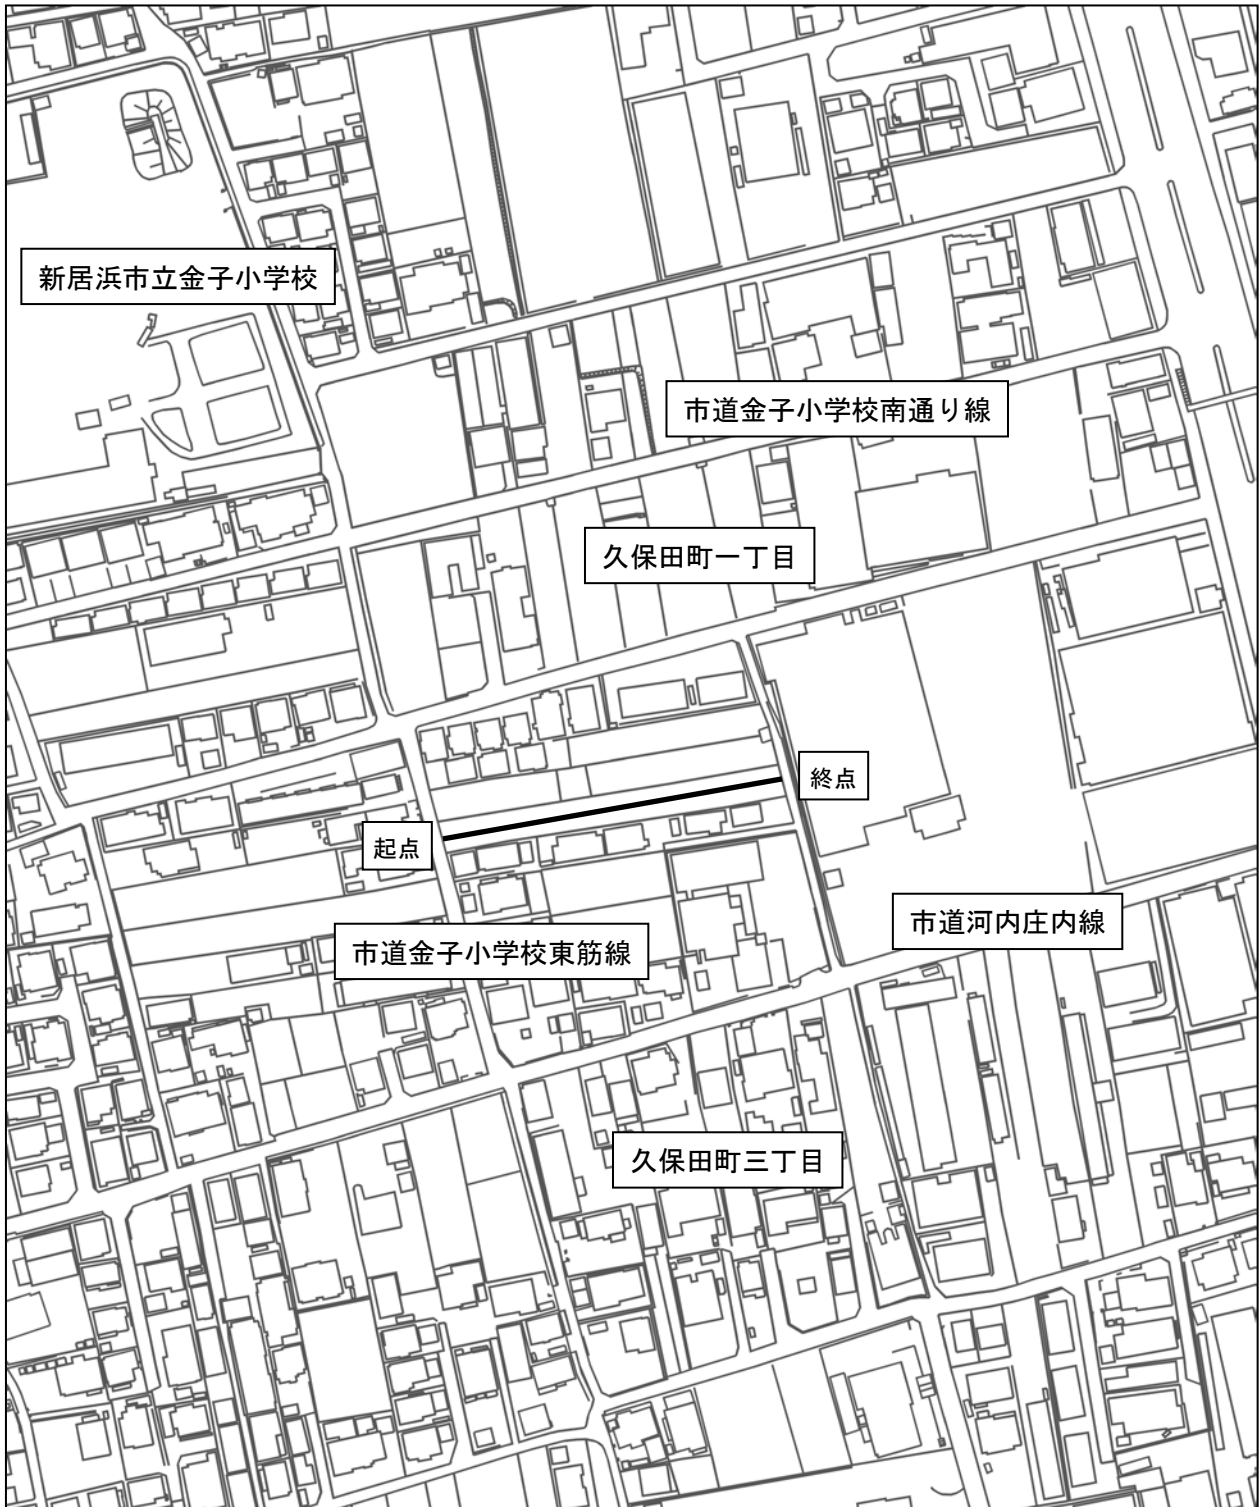 新居浜市立金子小学校
市道金子小学校南通り線
久保田町一丁目
終点
起点
市道河内庄内線
市道金子小学校東筋線
久保田町三丁目